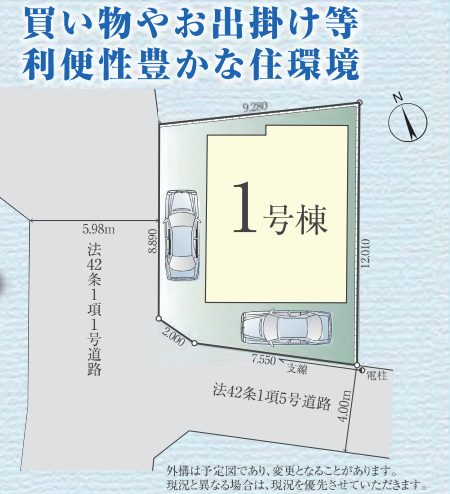 買い物やお出掛け等
利便性豊かな住環境
N
9.280
1号棟
5.98m
8.890
12.010
法42条1項1号道路
2.000
7.550
支線
電柱
法42条1項5号道路
4.00m
外構は予定図であり、変更となることがあります。
現況と異なる場合は、現況を優先させていただきます。